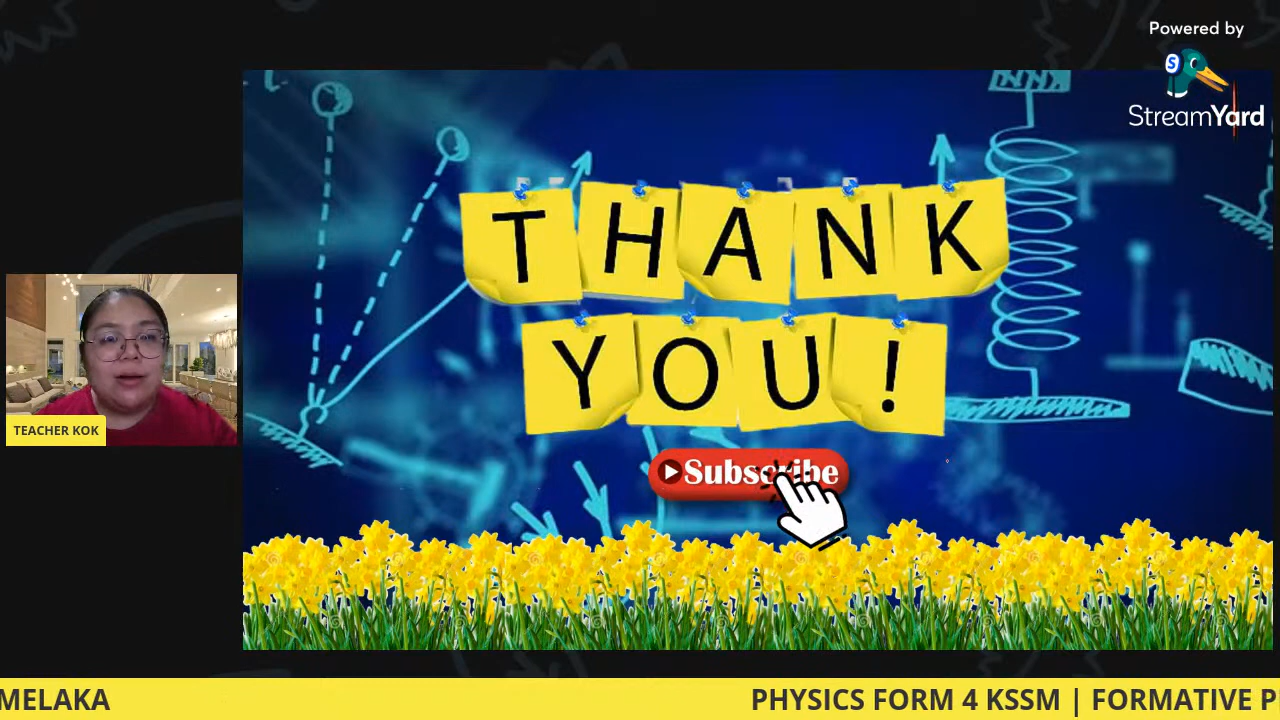 Powered by
StreamYard
THANK
YOU!
Subscribe
TEACHER KOK
MELAKA
PHYSICS FORM 4 KSSM | FORMATIVE P